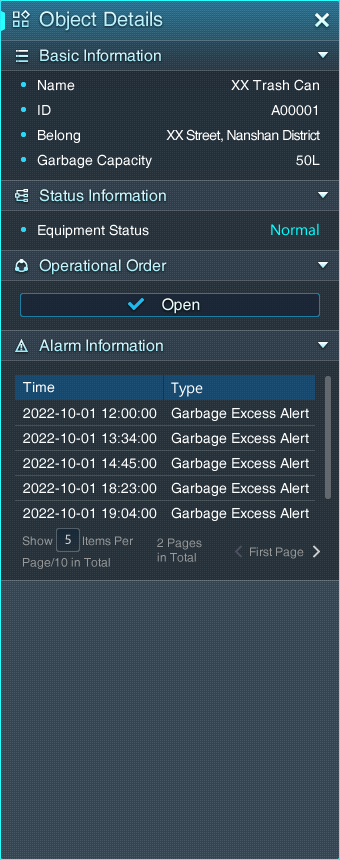 Object Details
Basic Information
Name XX Trash Can
ID A00001
Belong XX Street, Nanshan District
Garbage Capacity 50L
Status Information
Equipment Status Normal
Operational Order
Open
Alarm Information
Time Type
2022-10-01 12:00:00 Garbage Excess Alert
2022-10-01 13:34:00 Garbage Excess Alert
2022-10-01 14:45:00 Garbage Excess Alert
2022-10-01 18:23:00 Garbage Excess Alert
2022-10-01 19:04:00 Garbage Excess Alert
Show 5 Items Per
Page/10 in Total
2 Pages
in Total
First Page